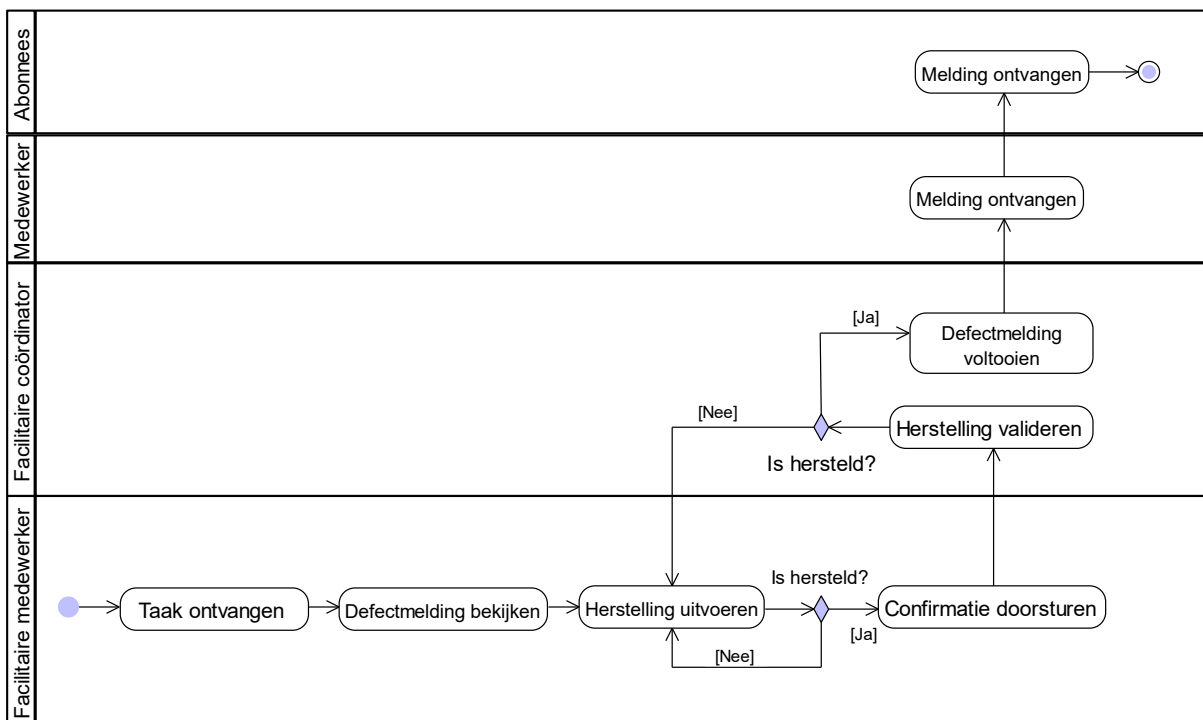 Abonnees
Melding ontvangen
Medewerker
Melding ontvangen
Facilitaire coördinator
[Ja]
Defectmelding
voltooien
[Nee]
Herstelling valideren
Is hersteld?
Facilitaire medewerker
Is hersteld?
Taak ontvangen
Defectmelding bekijken
Herstelling uitvoeren
Confirmatie doorsturen
[Ja]
[Nee]